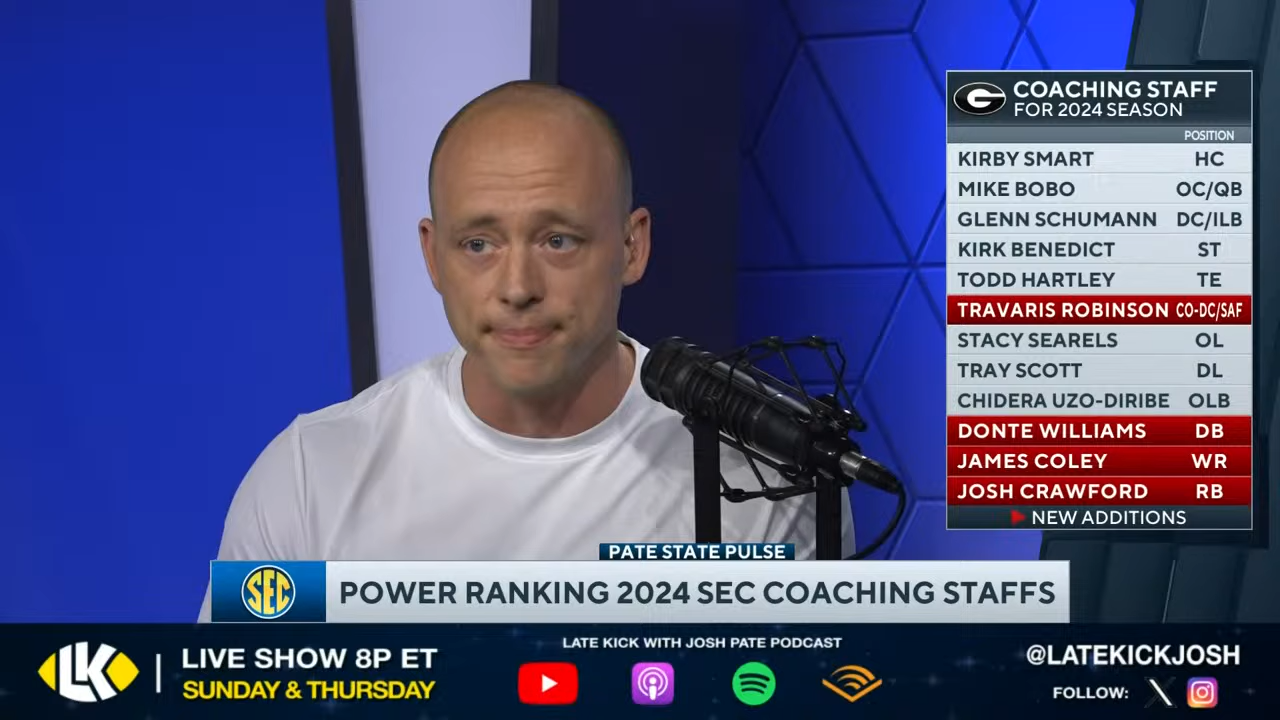 G
COACHING STAFF
FOR 2024 SEASON
POSITION
KIRBY SMART HC
MIKE BOBO OC/QB
GLENN SCHUMANN DC/ILB
KIRK BENEDICT ST
TODD HARTLEY TE
TRAVARIS ROBINSON CO-DC/SAF
STACY SEARELS OL
TRAY SCOTT DL
CHIDERA UZO-DIRIBE OLB
DONTE WILLIAMS DB
JAMES COLEY WR
JOSH CRAWFORD RB
NEW ADDITIONS
PATE STATE PULSE
SEC
POWER RANKING 2024 SEC COACHING STAFFS
LK
LIVE SHOW 8P ET
SUNDAY & THURSDAY
LATE KICK WITH JOSH PATE PODCAST
@LATEKICKJOSH
FOLLOW: